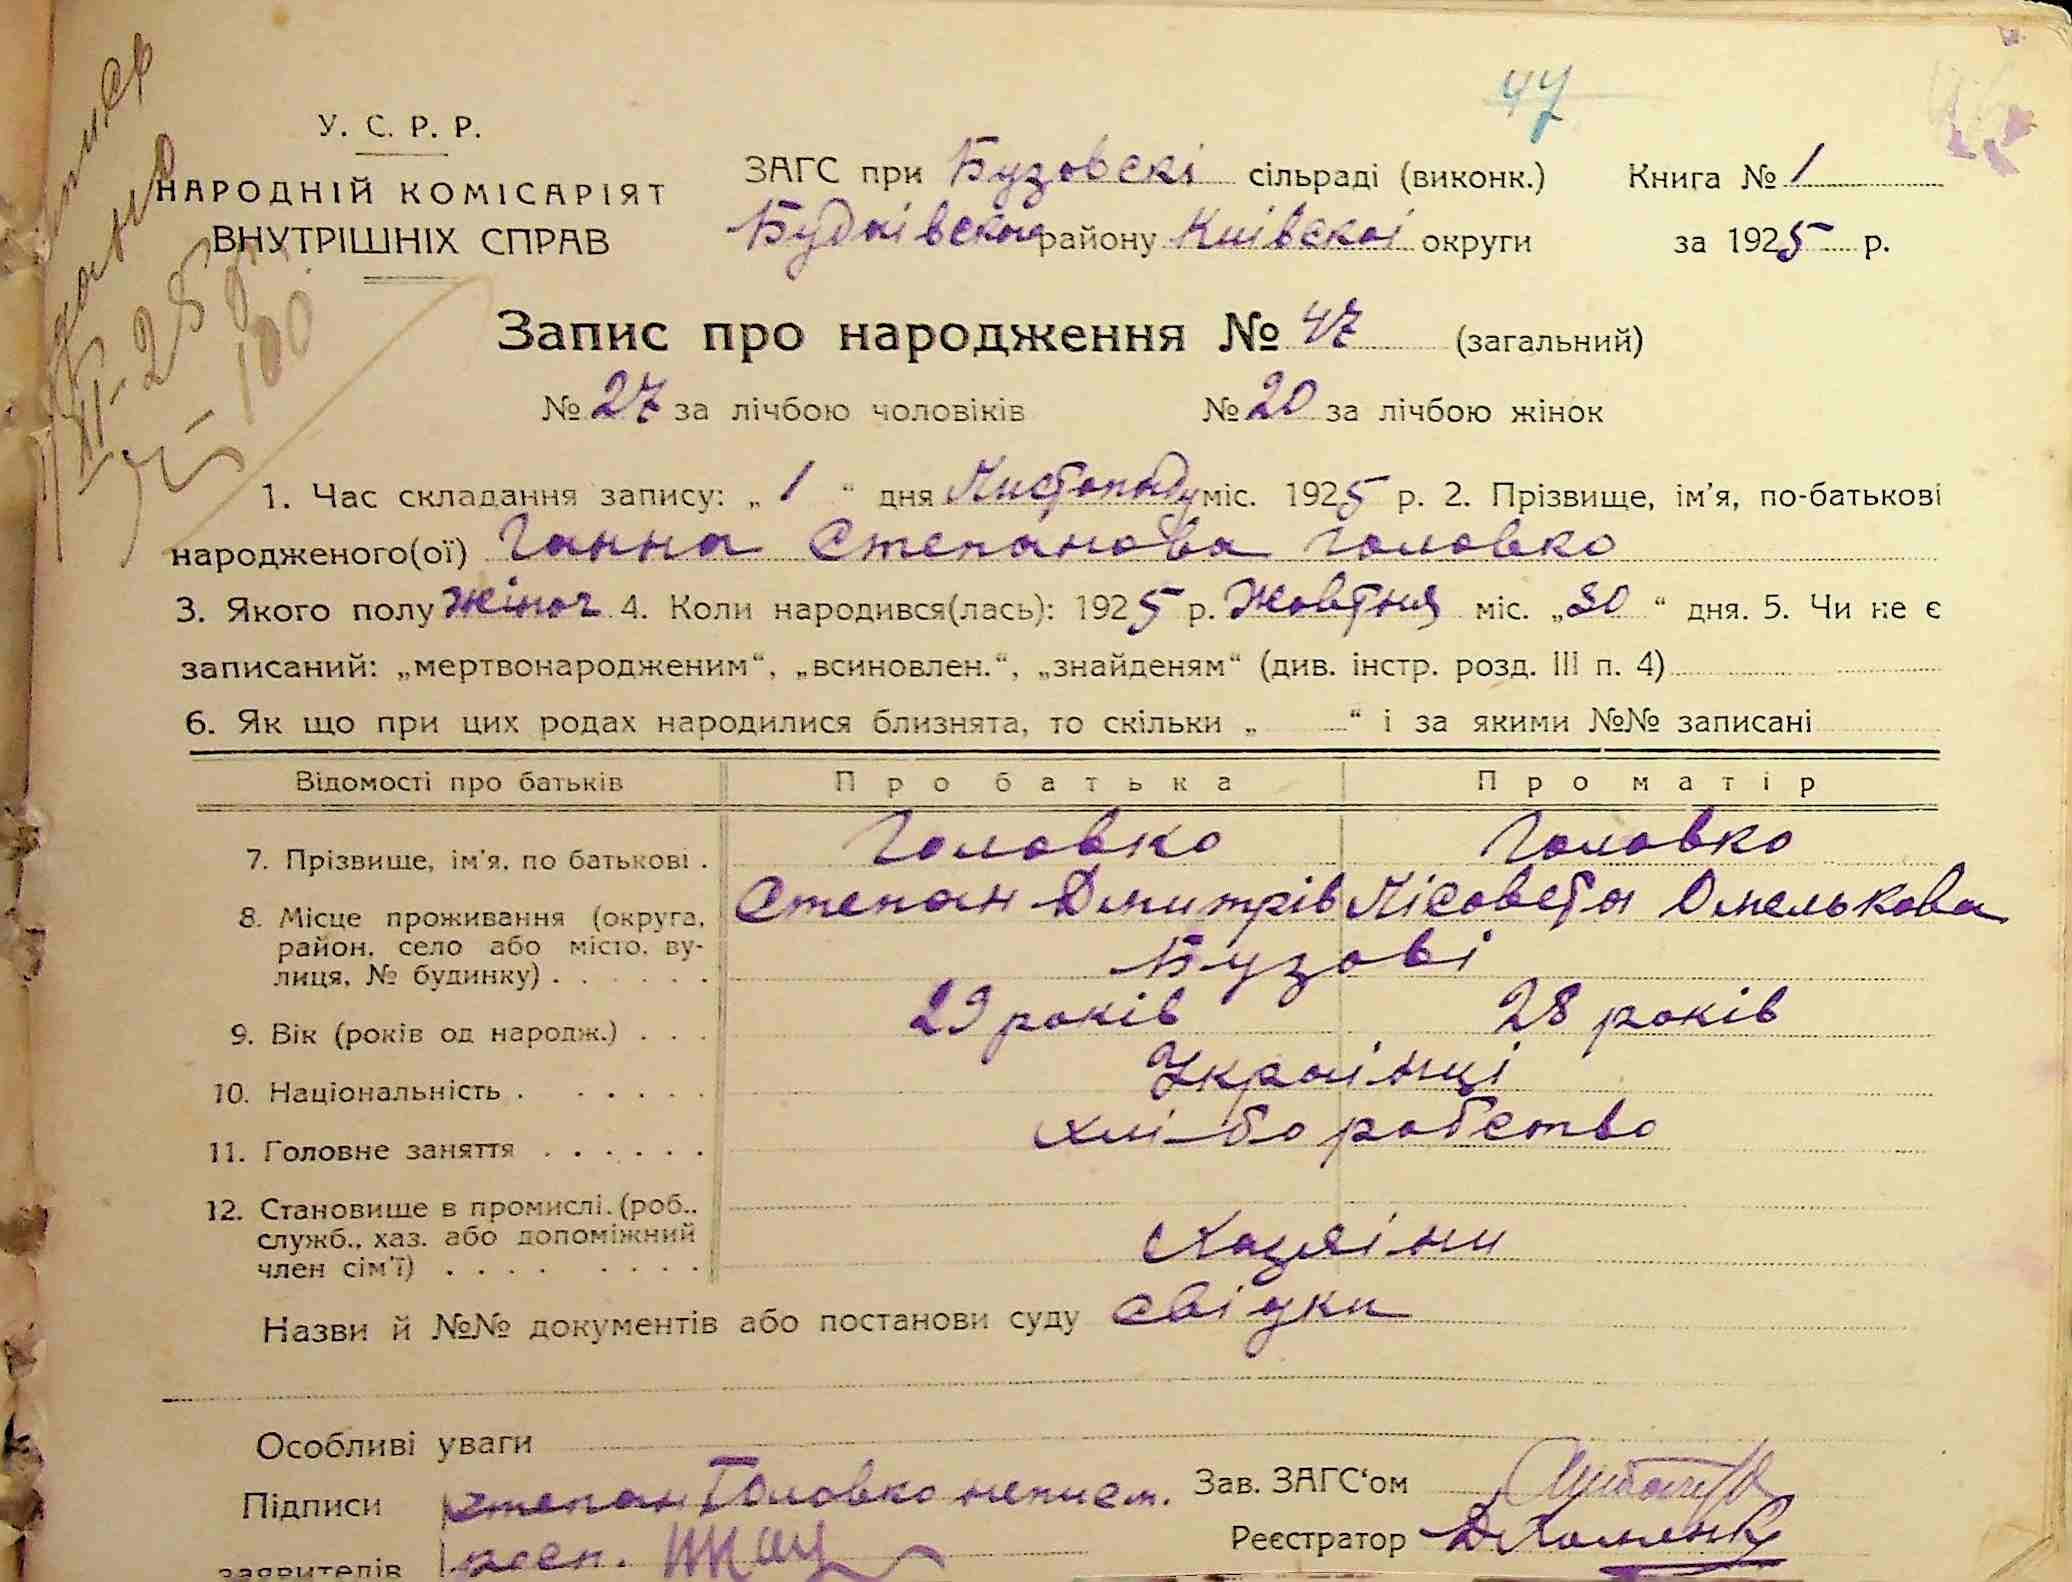 47
У. С. Р. Р.
НАРОДНІЙ КОМІСАРІЯТ
ВНУТРІШНІХ СПРАВ
ЗАГС при Бузовскі сільраді (виконк.) Книга № 1
Будаівского району Киівскоі округи за 1925 р.
Запис про народження № 47 (загальний)
№ 27 за лічбою чоловіків № 20 за лічбою жінок
1. Час складання запису: „ 1 “ дня Листопаду міс. 1925 р. 2. Прізвище, ім'я, по-батькові
народженого(ої) Ганна Степанова Головко
3. Якого полу жіноч 4. Коли народився(лась): 1925 р. Жовтня міс. „30“ дня. 5. Чи не є
записаний: „мертвонародженим“, „всиновлен.“, „знайденям“ (див. інстр. розд. III п. 4)
6. Як що при цих родах народилися близнята, то скільки „ “ і за якими №№ записані
Відомості про батьків Про батька Про матір
7. Прізвище, ім'я, по батькові . Головко Головко
Степан Дмитрів Лісовета Омелькова
8. Місце проживання (округа, район, село або місто, вулиця, № будинку) . . . . . . Бузові
9. Вік (років од народж.) . . . 29 років 28 років
10. Національність . . . . . . Украінці
11. Головне заняття . . . . . . хліборобство
12. Становище в промислі. (роб.. служб., хаз. або допоміжний член сім'ї) . . . . . . . . Хазяіни
Назви й №№ документів або постанови суду свідки
Особливі уваги
Підписи Степан Головко неписм. Зав. ЗАГС'ом
заявителів Реєстратор